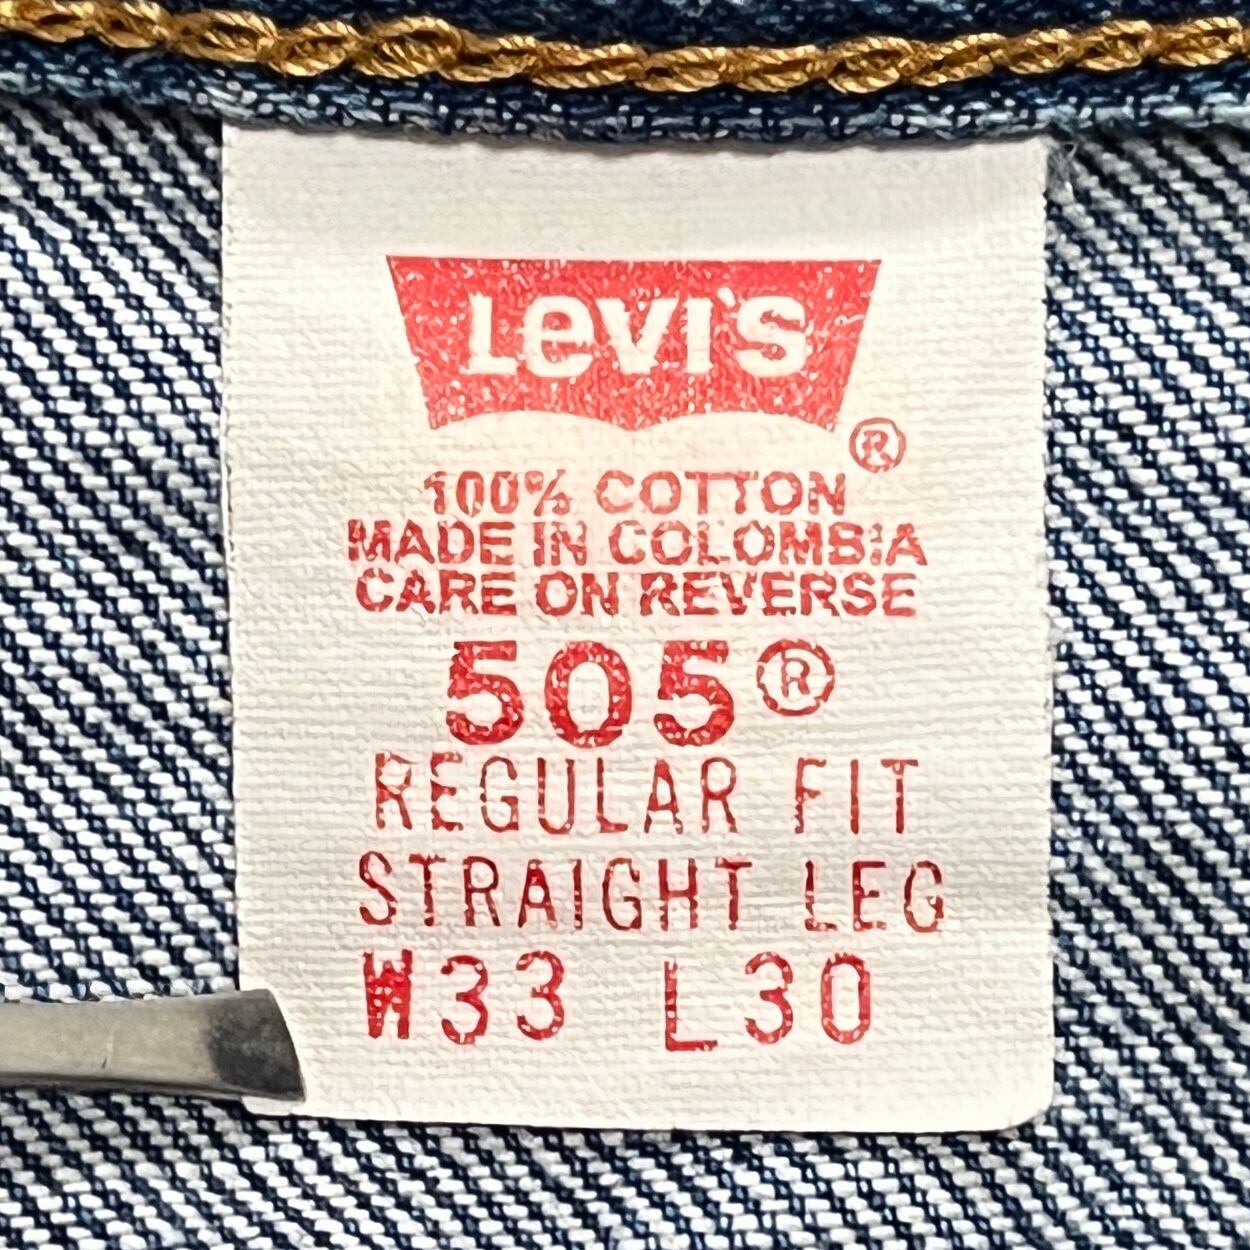 Levi's ®
100% COTTON
MADE IN COLOMBIA
CARE ON REVERSE
505®
REGULAR FIT
STRAIGHT LEG
W33 L30